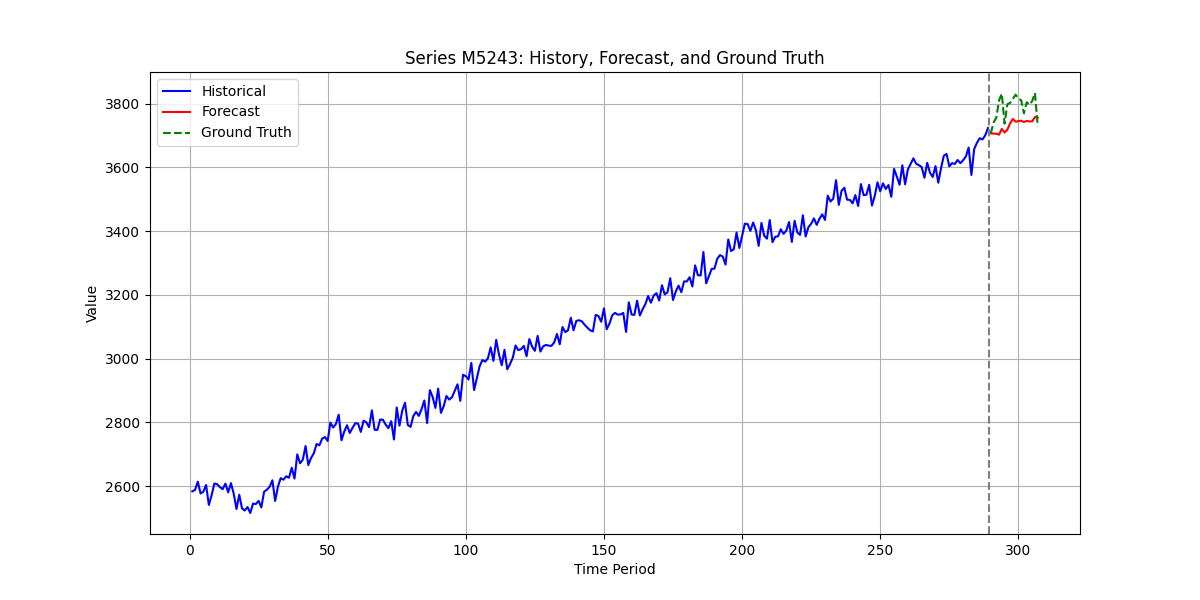 Series M5243: History, Forecast, and Ground Truth
Historical
Forecast
Ground Truth
3800
3600
3400
3200
3000
2800
2600
Value
0 50 100 150 200 250 300
Time Period